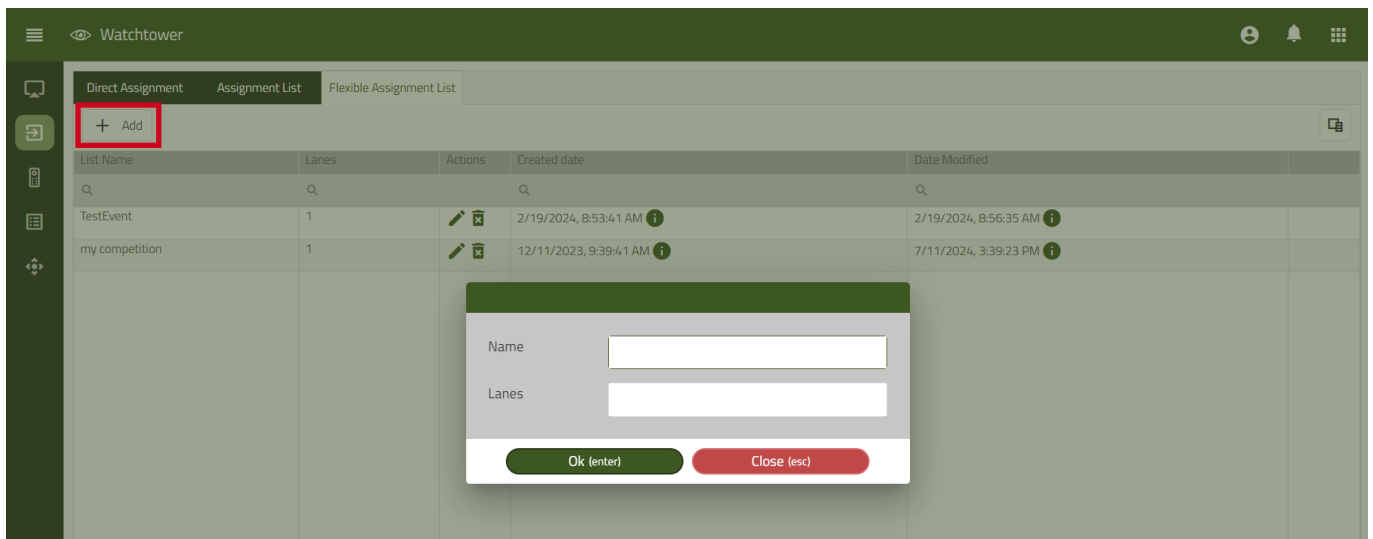 Watchtower
Direct Assignment Assignment List Flexible Assignment List
+ Add
List Name Lanes Actions Created date Date Modified
TestEvent 1 2/19/2024, 8:53:41 AM 2/19/2024, 8:56:35 AM
my competition 1 12/11/2023, 9:39:41 AM 7/11/2024, 3:39:23 PM
Name
Lanes
Ok (enter) Close (esc)